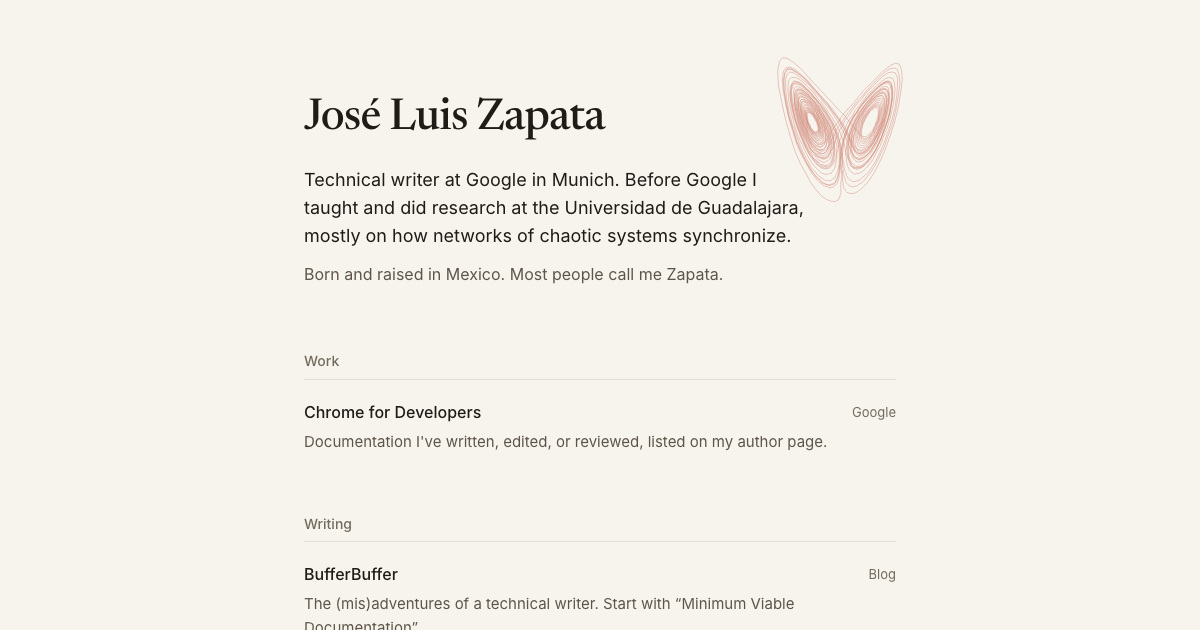 José Luis Zapata
Technical writer at Google in Munich. Before Google I
taught and did research at the Universidad de Guadalajara,
mostly on how networks of chaotic systems synchronize.
Born and raised in Mexico. Most people call me Zapata.
Work
Chrome for Developers
Google
Documentation I've written, edited, or reviewed, listed on my author page.
Writing
BufferBuffer
Blog
The (mis)adventures of a technical writer. Start with “Minimum Viable
Documentation”